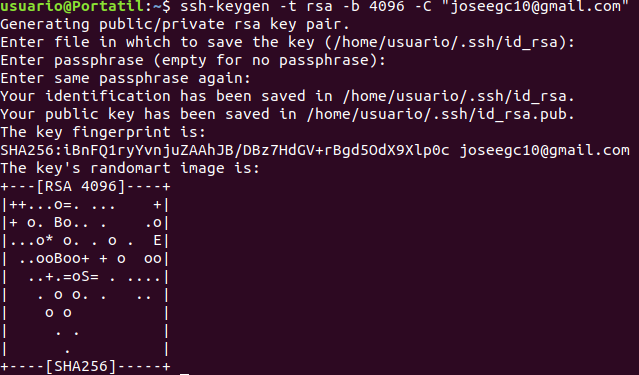 usuario@Portatil:~$ ssh-keygen -t rsa -b 4096 -C "joseegc10@gmail.com"
Generating public/private rsa key pair.
Enter file in which to save the key (/home/usuario/.ssh/id_rsa):
Enter passphrase (empty for no passphrase):
Enter same passphrase again:
Your identification has been saved in /home/usuario/.ssh/id_rsa.
Your public key has been saved in /home/usuario/.ssh/id_rsa.pub.
The key fingerprint is:
SHA256:iBnFQ1ryYvnjuZAAhJB/DBz7HdGV+rBgd5OdX9Xlp0c joseegc10@gmail.com
The key's randomart image is:
+---[RSA 4096]----+
|++...o=. ...    +|
|+ o. Bo.. .    .o|
|...o* o. . o .  E|
| ..ooBoo+ + o  oo|
|  ..+.=oS= . ....|
|   . o o. .   .. |
|    o o          |
|     . .         |
|      .          |
+----[SHA256]-----+